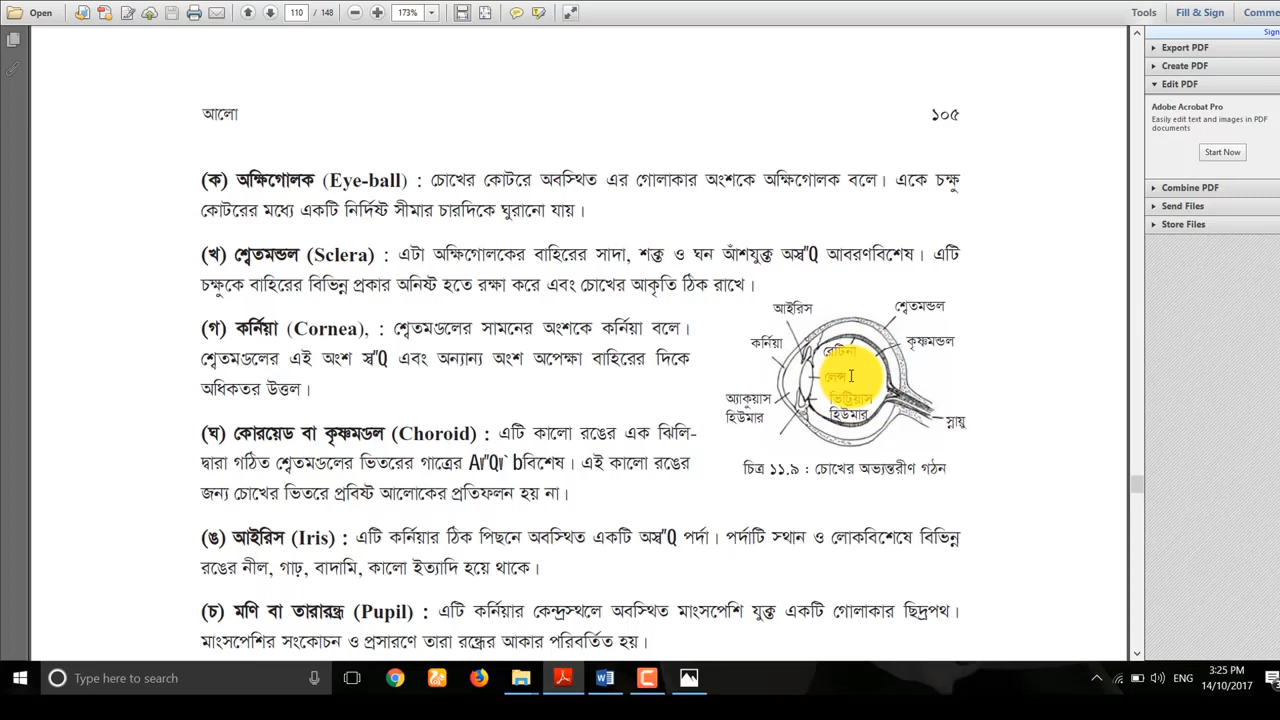 Open
110 / 148
173%
Tools
Fill & Sign
Comme
Sign
Export PDF
Create PDF
Edit PDF
Adobe Acrobat Pro
Easily edit text and images in PDF
documents
Start Now
Combine PDF
Send Files
Store Files
আলো
১০৫
(ক) অক্ষিগোলক (Eye-ball) : চোখের কোটরে অবস্থিত এর গোলাকার অংশকে অক্ষিগোলক বলে। একে চক্ষু
কোটরের মধ্যে একটি নির্দিষ্ট সীমার চারদিকে ঘুরানো যায়।
(খ) শ্বেতমন্ডল (Sclera) : এটা অক্ষিগোলকের বাহিরের সাদা, শক্ত ও ঘন আঁশযুক্ত অস্ব"Q আবরণবিশেষ। এটি
চক্ষুকে বাহিরের বিভিন্ন প্রকার অনিষ্ট হতে রক্ষা করে এবং চোখের আকৃতি ঠিক রাখে।
(গ) কর্নিয়া (Cornea), : শ্বেতমণ্ডলের সামনের অংশকে কর্নিয়া বলে।
শ্বেতমণ্ডলের এই অংশ স্ব"Q এবং অন্যান্য অংশ অপেক্ষা বাহিরের দিকে
অধিকতর উত্তল।
(ঘ) কোরয়েড বা কৃষ্ণমণ্ডল (Choroid) : এটি কালো রঙের এক ঝিলি-
দ্বারা গঠিত শ্বেতমণ্ডলের ভিতরের গাত্রের Av"Qv` bবিশেষ। এই কালো রঙের
জন্য চোখের ভিতরে প্রবিষ্ট আলোকের প্রতিফলন হয় না।
আইরিস
শ্বেতমন্ডল
কর্নিয়া
কৃষ্ণমন্ডল
রেটিনা
লেন্স
অ্যাকুয়াস
হিউমার
ভিট্রিয়াস
হিউমার
স্নায়ু
চিত্র ১১.৯ : চোখের অভ্যন্তরীণ গঠন
(ঙ) আইরিস (Iris) : এটি কর্নিয়ার ঠিক পিছনে অবস্থিত একটি অস্ব"Q পর্দা। পর্দাটি স্থান ও লোকবিশেষে বিভিন্ন
রঙের নীল, গাঢ়, বাদামি, কালো ইত্যাদি হয়ে থাকে।
(চ) মণি বা তারারন্ধ্র (Pupil) : এটি কর্নিয়ার কেন্দ্রস্থলে অবস্থিত মাংসপেশি যুক্ত একটি গোলাকার ছিদ্রপথ।
মাংসপেশির সংকোচন ও প্রসারণে তারা রন্ধ্রের আকার পরিবর্তিত হয়।
Type here to search
ENG
3:25 PM
14/10/2017